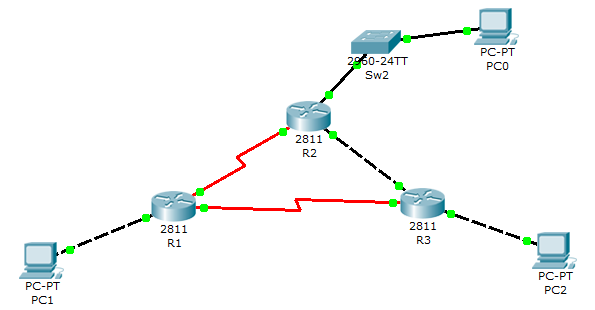 2960-24TT
Sw2
PC-PT
PC0
2811
R2
2811
R1
2811
R3
PC-PT
PC1
PC-PT
PC2